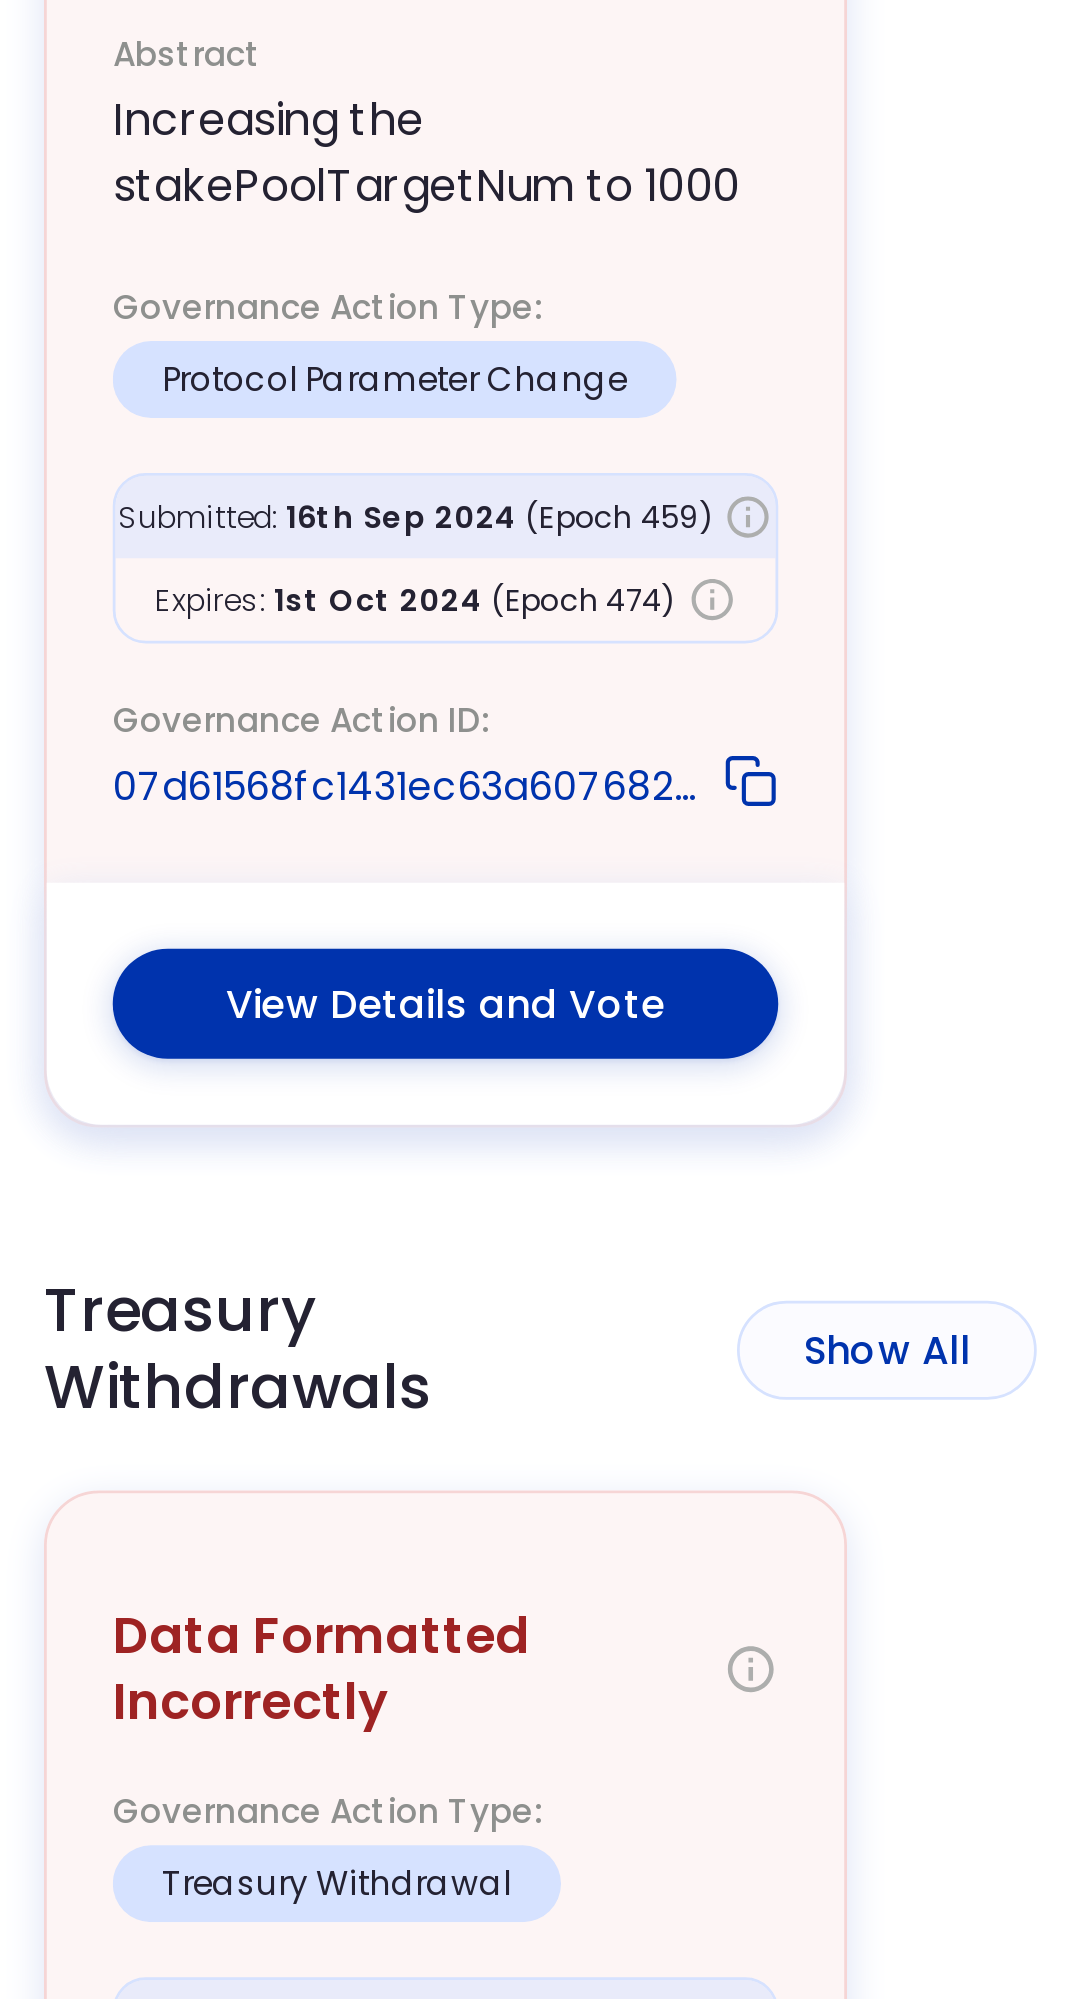 Abstract
Increasing the
stakePoolTargetNum to 1000
Governance Action Type:
Protocol Parameter Change
Submitted: 16th Sep 2024 (Epoch 459)
Expires: 1st Oct 2024 (Epoch 474)
Governance Action ID:
07d61568fc1431ec63a607682...
View Details and Vote
Treasury
Withdrawals
Show All
Data Formatted
Incorrectly
Governance Action Type:
Treasury Withdrawal